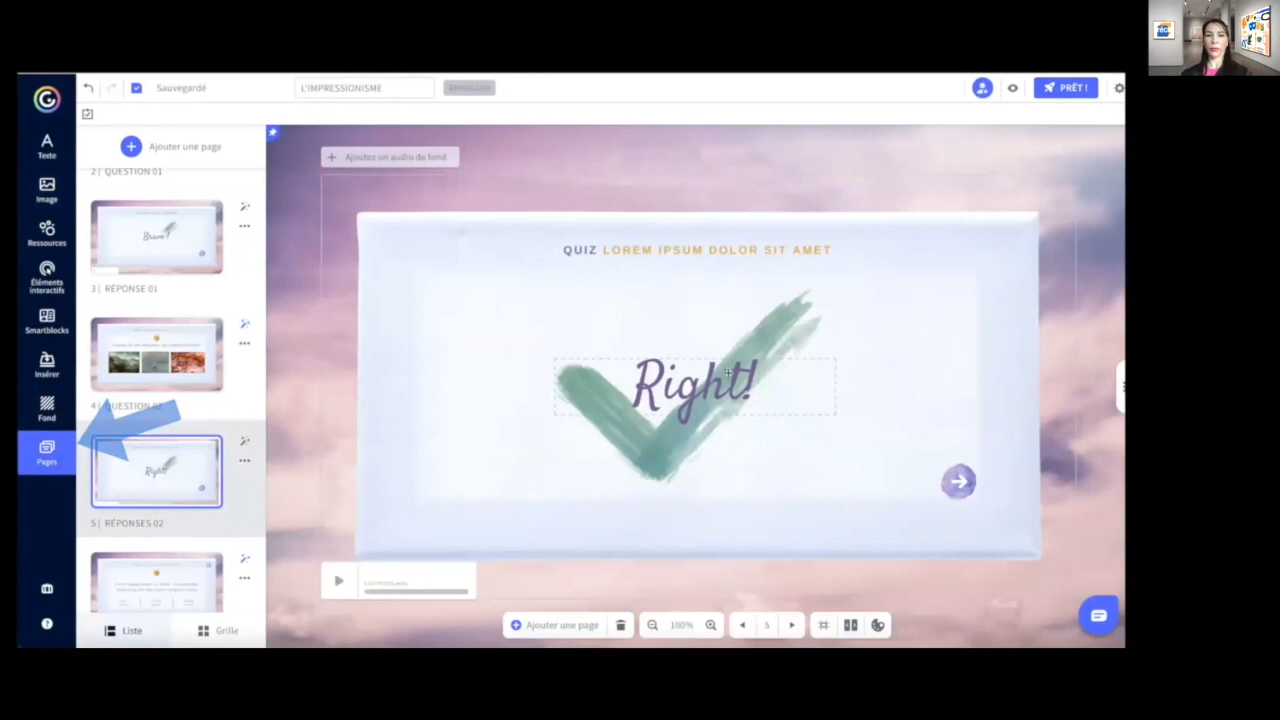 Sauvegardé
L'IMPRESSIONISME
PRÊT !
Texte
Image
Ressources
Éléments
interactifs
Smartblocks
Insérer
Fond
Pages
Ajouter une page
2 | QUESTION 01
Bravo !
3 | RÉPONSE 01
4 | QUESTION 02
Right!
5 | RÉPONSES 02
Liste
Grille
Ajoutez un audio de fond
QUIZ LOREM IPSUM DOLOR SIT AMET
Right!
Ajouter une page
100%
5